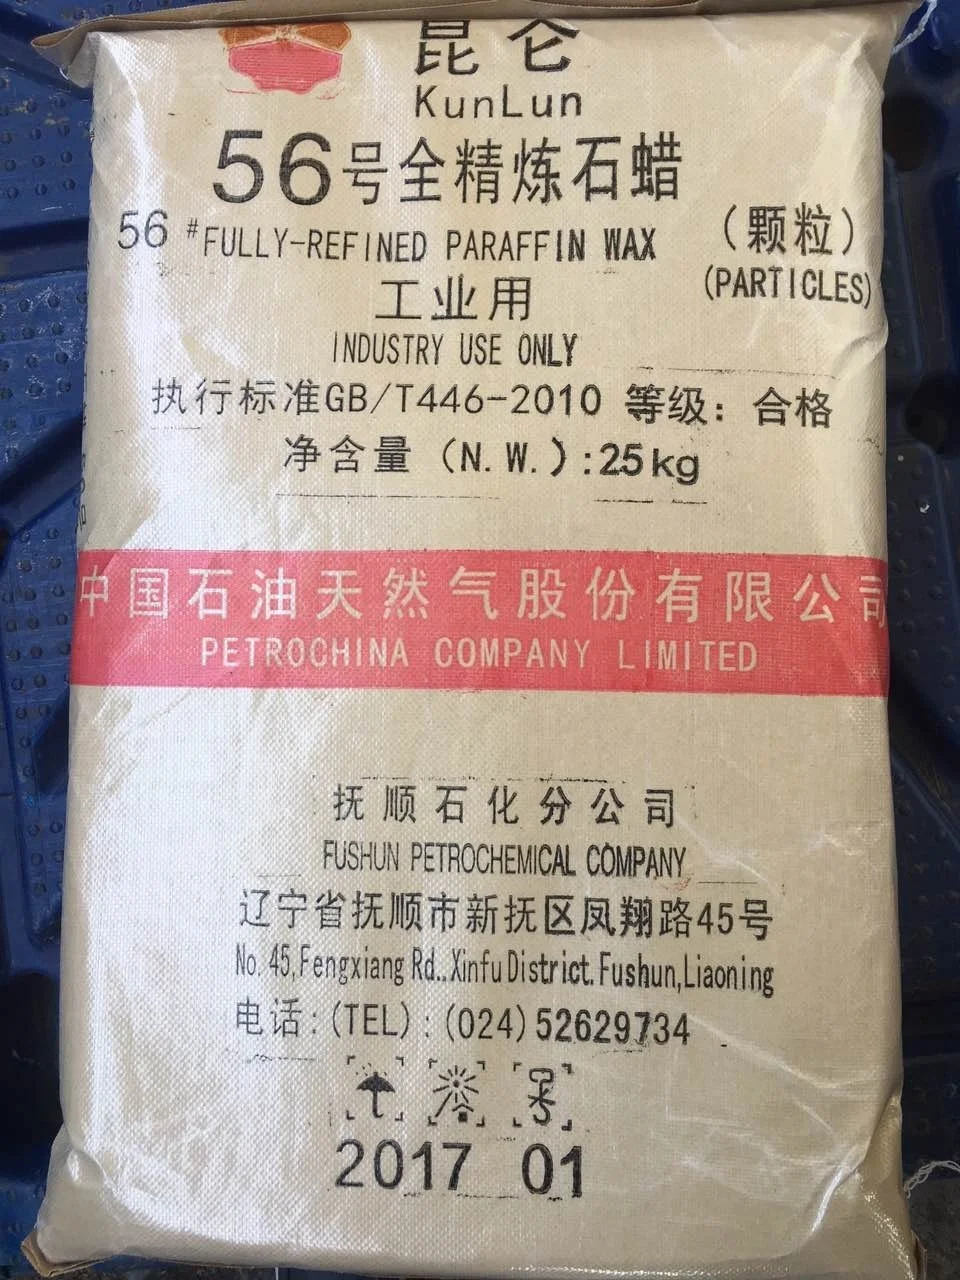 昆仑
KunLun
56号全精炼石蜡
56 #FULLY-REFINED PARAFFIN WAX
(颗粒)
(PARTICLES)
工业用
INDUSTRY USE ONLY
执行标准GB/T446-2010 等级: 合格
净含量 (N.W.):25kg
中国石油天然气股份有限公司
PETROCHINA COMPANY LIMITED
抚顺石化分公司
FUSHUN PETROCHEMICAL COMPANY
辽宁省抚顺市新抚区凤翔路45号
No. 45,Fengxiang Rd..Xinfu District. Fushun,Liaoning
电话:(TEL):(024)52629734
2017 01